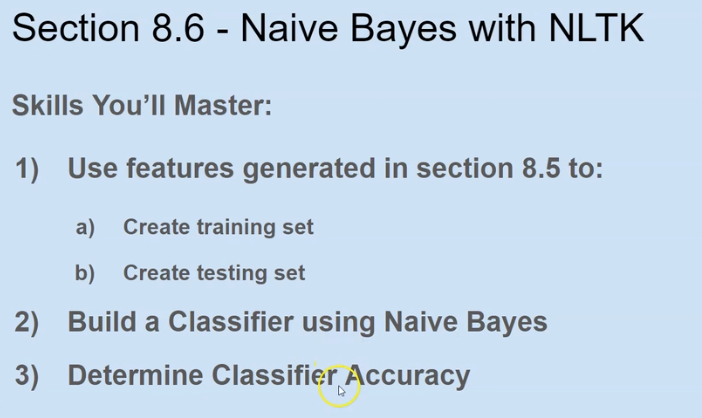 Section 8.6 - Naive Bayes with NLTK
Skills You'll Master:
1) Use features generated in section 8.5 to:
a) Create training set
b) Create testing set
2) Build a Classifier using Naive Bayes
3) Determine Classifier Accuracy